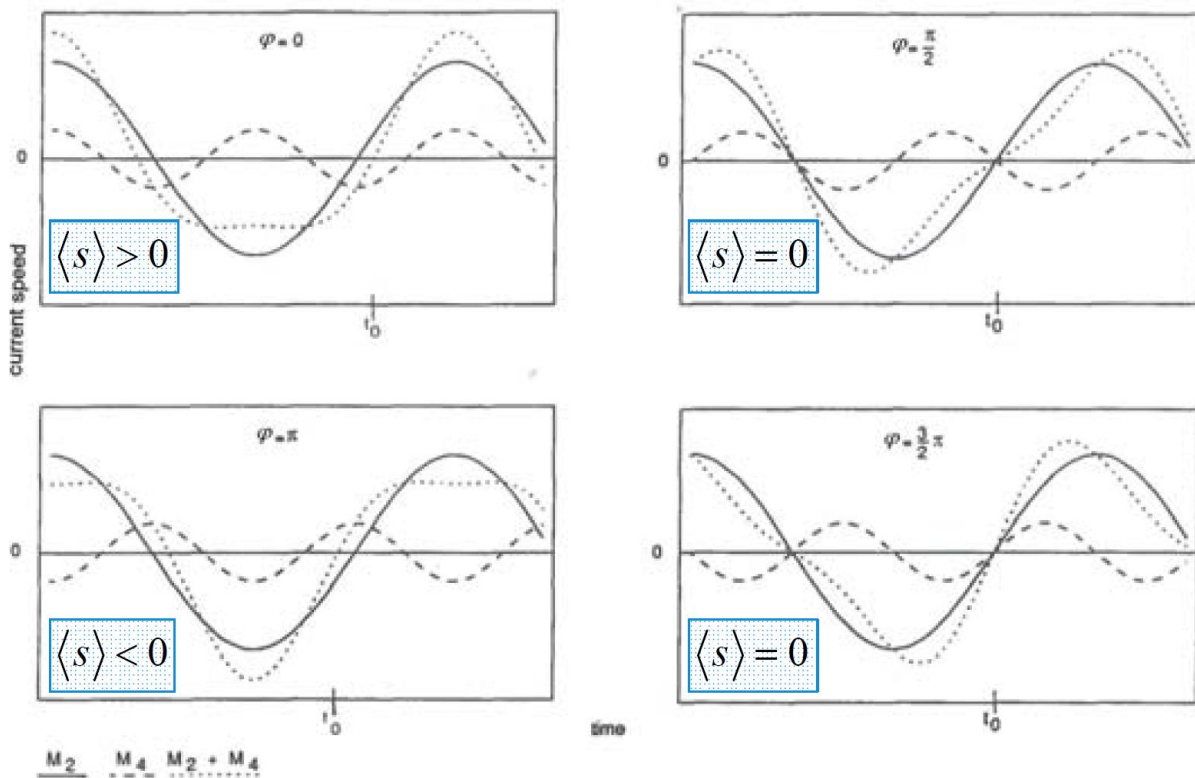 φ = 0
0
⟨s⟩ > 0
t₀
φ = π/2
0
⟨s⟩ = 0
t₀
current speed
φ = π
0
⟨s⟩ < 0
t₀
φ = 3/2 π
0
⟨s⟩ = 0
t₀
time
M₂ M₄ M₂ + M₄